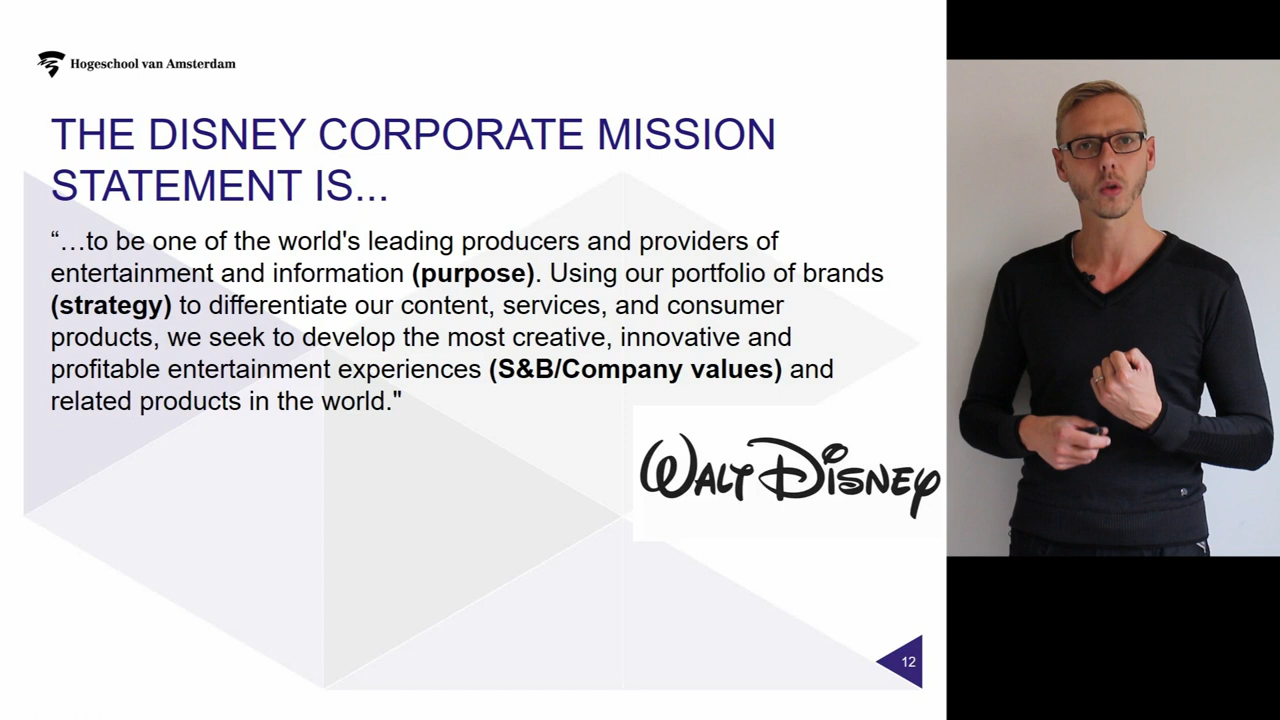 Hogeschool van Amsterdam
THE DISNEY CORPORATE MISSION
STATEMENT IS...
“…to be one of the world's leading producers and providers of
entertainment and information (purpose). Using our portfolio of brands
(strategy) to differentiate our content, services, and consumer
products, we seek to develop the most creative, innovative and
profitable entertainment experiences (S&B/Company values) and
related products in the world."
WALT DISNEY
12